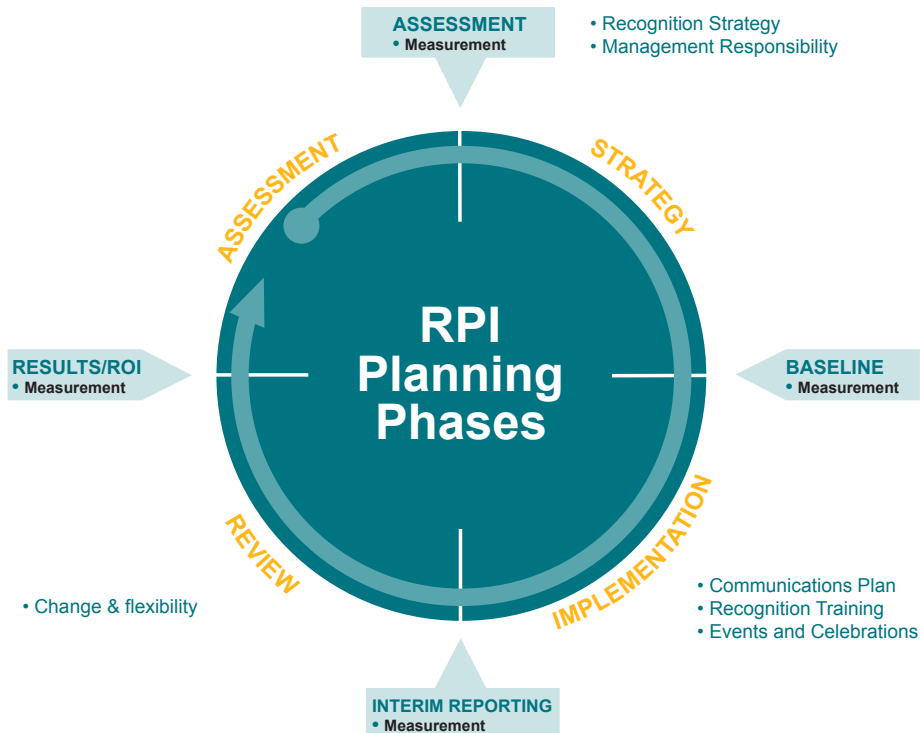 ASSESSMENT
• Measurement
• Recognition Strategy
• Management Responsibility
ASSESSMENT
STRATEGY
RPI
Planning
Phases
RESULTS/ROI
• Measurement
BASELINE
• Measurement
REVIEW
IMPLEMENTATION
• Change & flexibility
• Communications Plan
• Recognition Training
• Events and Celebrations
INTERIM REPORTING
• Measurement